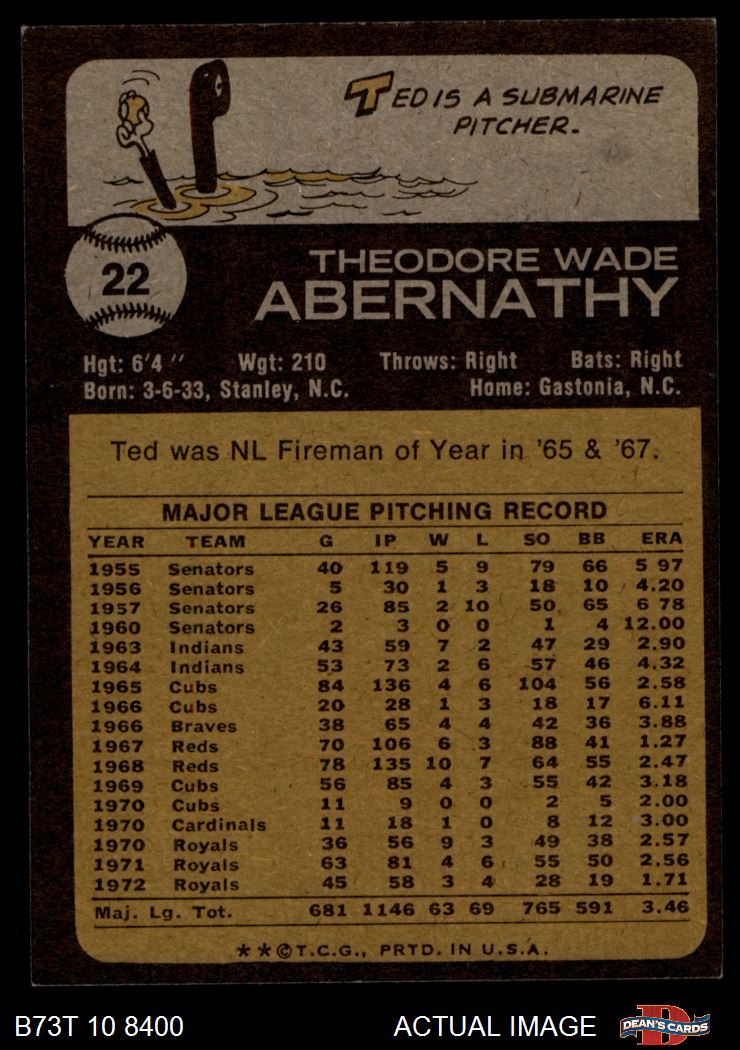 TED IS A SUBMARINE
PITCHER.
22
THEODORE WADE
ABERNATHY
Hgt: 6'4" Wgt: 210 Throws: Right Bats: Right
Born: 3-6-33, Stanley, N.C. Home: Gastonia, N.C.
Ted was NL Fireman of Year in '65 & '67.
MAJOR LEAGUE PITCHING RECORD
YEAR TEAM G IP W L SO BB ERA
1955 Senators 40 119 5 9 79 66 5 97
1956 Senators 5 30 1 3 18 10 4.20
1957 Senators 26 85 2 10 50 65 6 78
1960 Senators 2 3 0 0 1 4 12.00
1963 Indians 43 59 7 2 47 29 2.90
1964 Indians 53 73 2 6 57 46 4.32
1965 Cubs 84 136 4 6 104 56 2.58
1966 Cubs 20 28 1 3 18 17 6.11
1966 Braves 38 65 4 4 42 36 3.88
1967 Reds 70 106 6 3 88 41 1.27
1968 Reds 78 135 10 7 64 55 2.47
1969 Cubs 56 85 4 3 55 42 3.18
1970 Cubs 11 9 0 0 2 5 2.00
1970 Cardinals 11 18 1 0 8 12 3.00
1970 Royals 36 56 9 3 49 38 2.57
1971 Royals 63 81 4 6 55 50 2.56
1972 Royals 45 58 3 4 28 19 1.71
Maj. Lg. Tot. 681 1146 63 69 765 591 3.46
**©T.C.G., PRTD. IN U.S.A.
B73T 10 8400 ACTUAL IMAGE D DEAN'S CARDS